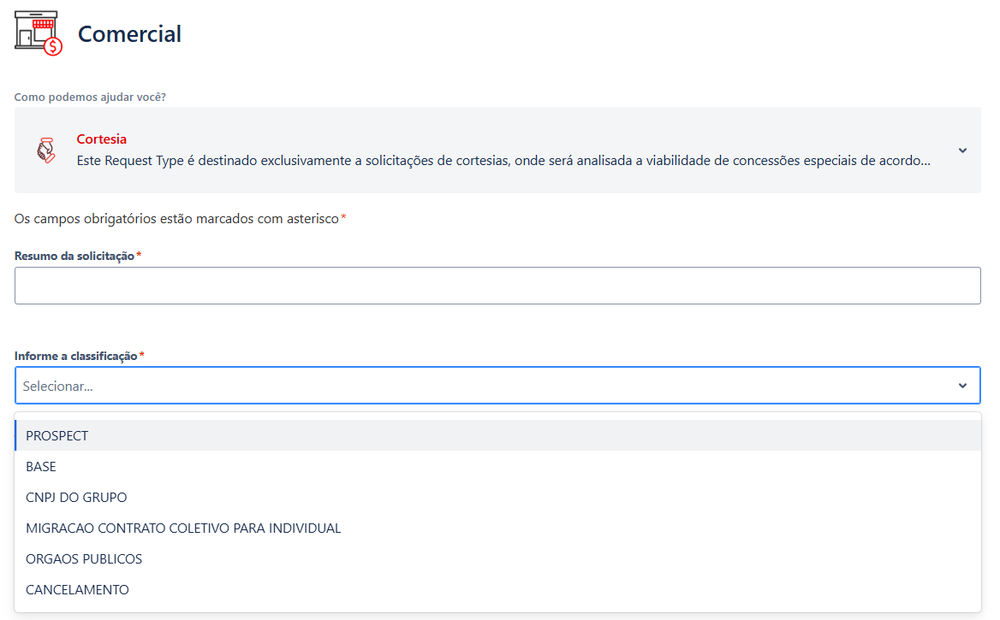 Comercial
Como podemos ajudar você?
Cortesia
Este Request Type é destinado exclusivamente a solicitações de cortesias, onde será analisada a viabilidade de concessões especiais de acordo...
Os campos obrigatórios estão marcados com asterisco *
Resumo da solicitação *
Informe a classificação *
Selecionar...
PROSPECT
BASE
CNPJ DO GRUPO
MIGRACAO CONTRATO COLETIVO PARA INDIVIDUAL
ORGAOS PUBLICOS
CANCELAMENTO